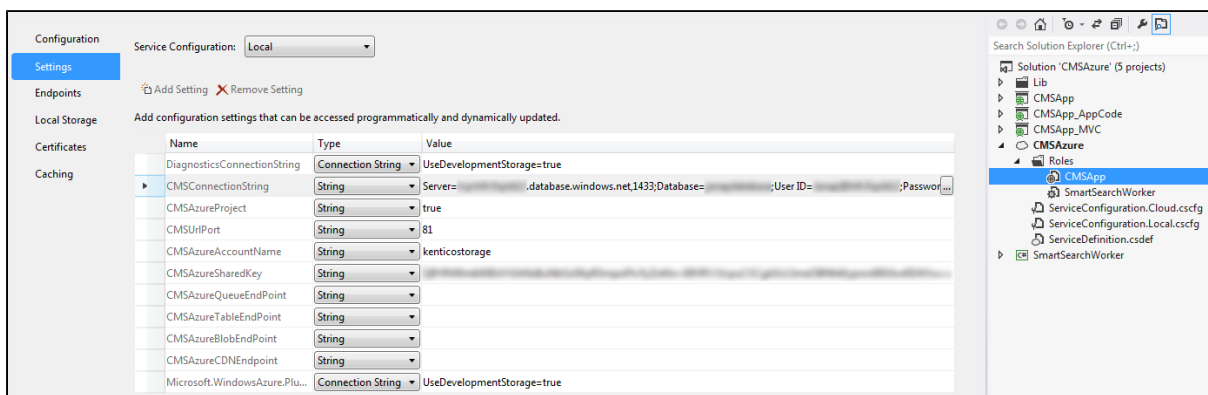 Configuration
Settings
Endpoints
Local Storage
Certificates
Caching
Service Configuration: Local
Add Setting Remove Setting
Add configuration settings that can be accessed programmatically and dynamically updated.
Name Type Value
DiagnosticsConnectionString Connection String UseDevelopmentStorage=true
CMSConnectionString String Server= .database.windows.net,1433;Database= ;User ID= ;Passwor ...
CMSAzureProject String true
CMSUrlPort String 81
CMSAzureAccountName String kenticostorage
CMSAzureSharedKey String
CMSAzureQueueEndPoint String
CMSAzureTableEndPoint String
CMSAzureBlobEndPoint String
CMSAzureCDNEndpoint String
Microsoft.WindowsAzure.Plu... Connection String UseDevelopmentStorage=true
Search Solution Explorer (Ctrl+;)
Solution 'CMSAzure' (5 projects)
Lib
CMSApp
CMSApp_AppCode
CMSApp_MVC
CMSAzure
Roles
CMSApp
SmartSearchWorker
ServiceConfiguration.Cloud.cscfg
ServiceConfiguration.Local.cscfg
ServiceDefinition.csdef
C# SmartSearchWorker